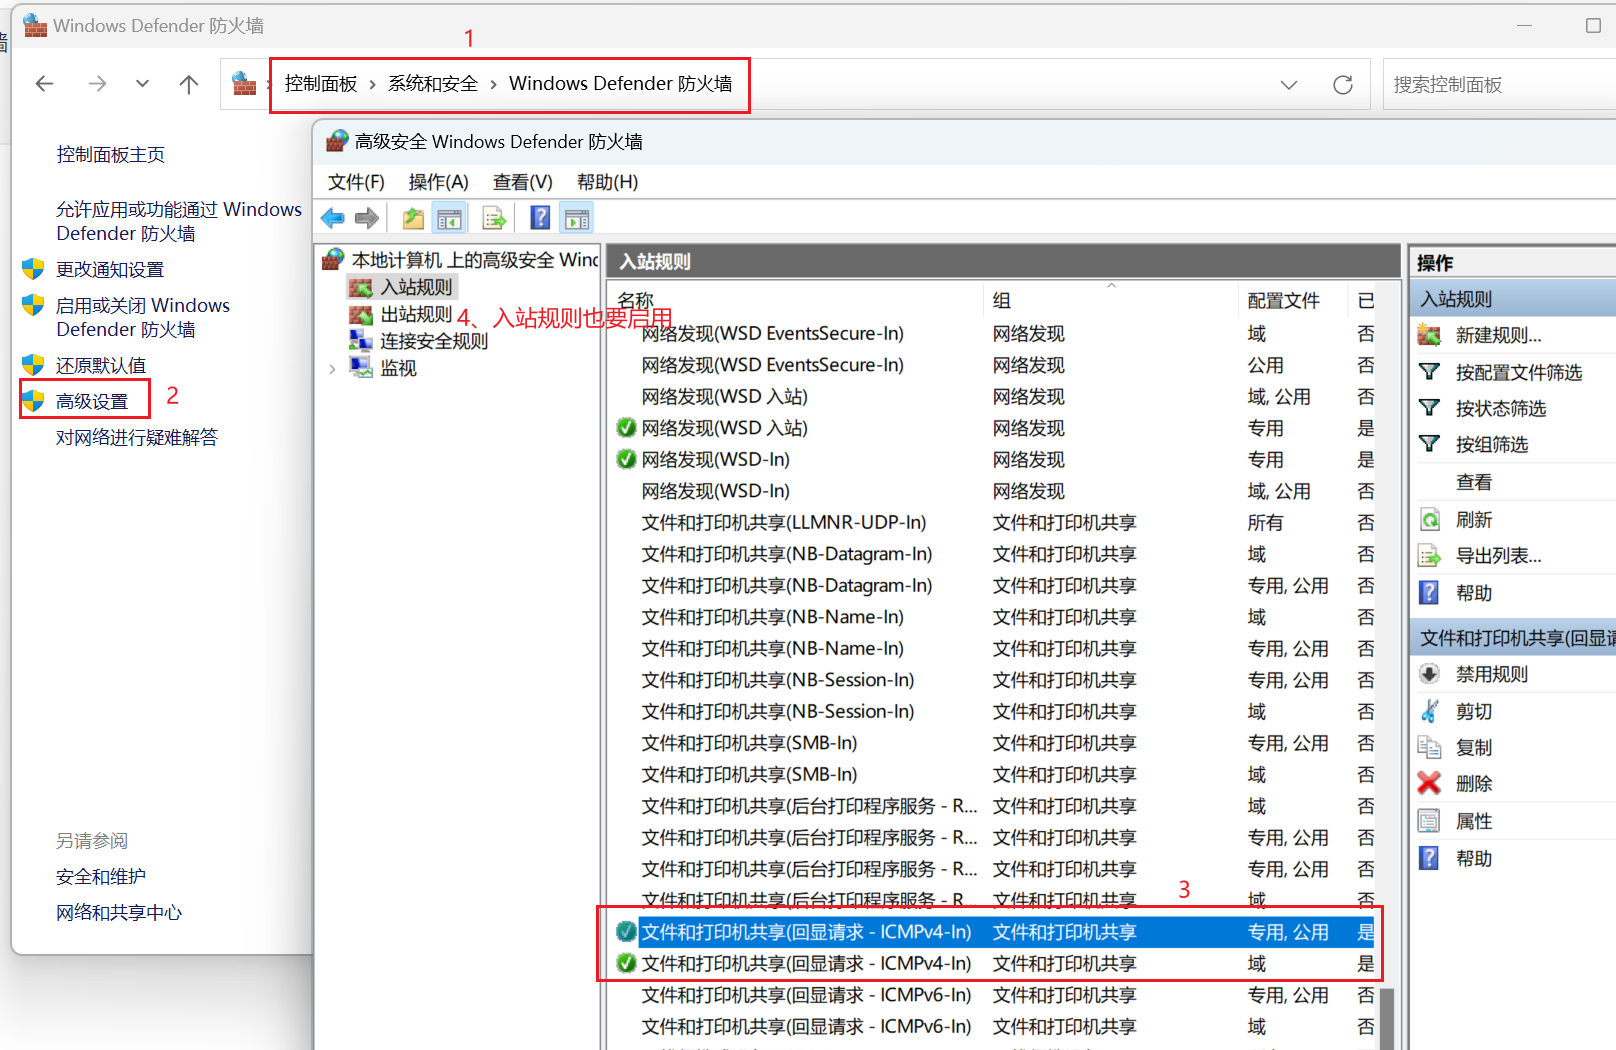 Windows Defender 防火墙
1
控制面板 > 系统和安全 > Windows Defender 防火墙
搜索控制面板
控制面板主页
允许应用或功能通过 Windows
Defender 防火墙
更改通知设置
启用或关闭 Windows
Defender 防火墙
还原默认值
高级设置
2
对网络进行疑难解答
另请参阅
安全和维护
网络和共享中心
高级安全 Windows Defender 防火墙
文件(F) 操作(A) 查看(V) 帮助(H)
本地计算机 上的高级安全 Winc
入站规则
出站规则
连接安全规则
监视
4、入站规则也要启用
入站规则
名称 组 配置文件 已
网络发现(WSD EventsSecure-In) 网络发现 域 否
网络发现(WSD EventsSecure-In) 网络发现 公用 否
网络发现(WSD 入站) 网络发现 域, 公用 否
网络发现(WSD 入站) 网络发现 专用 是
网络发现(WSD-In) 网络发现 专用 是
网络发现(WSD-In) 网络发现 域, 公用 否
文件和打印机共享(LLMNR-UDP-In) 文件和打印机共享 所有 否
文件和打印机共享(NB-Datagram-In) 文件和打印机共享 域 否
文件和打印机共享(NB-Datagram-In) 文件和打印机共享 专用, 公用 否
文件和打印机共享(NB-Name-In) 文件和打印机共享 域 否
文件和打印机共享(NB-Name-In) 文件和打印机共享 专用, 公用 否
文件和打印机共享(NB-Session-In) 文件和打印机共享 专用, 公用 否
文件和打印机共享(NB-Session-In) 文件和打印机共享 域 否
文件和打印机共享(SMB-In) 文件和打印机共享 专用, 公用 否
文件和打印机共享(SMB-In) 文件和打印机共享 域 否
文件和打印机共享(后台打印程序服务 - R... 文件和打印机共享 域 否
文件和打印机共享(后台打印程序服务 - R... 文件和打印机共享 专用, 公用 否
文件和打印机共享(后台打印程序服务 - R... 文件和打印机共享 专用, 公用 否
文件和打印机共享(后台打印程序服务 - R... 文件和打印机共享 域 否
3
文件和打印机共享(回显请求 - ICMPv4-In) 文件和打印机共享 专用, 公用 是
文件和打印机共享(回显请求 - ICMPv4-In) 文件和打印机共享 域 是
文件和打印机共享(回显请求 - ICMPv6-In) 文件和打印机共享 专用, 公用 否
文件和打印机共享(回显请求 - ICMPv6-In) 文件和打印机共享 域 否
操作
入站规则
新建规则...
按配置文件筛选
按状态筛选
按组筛选
查看
刷新
导出列表...
帮助
文件和打印机共享(回显请
禁用规则
剪切
复制
删除
属性
帮助